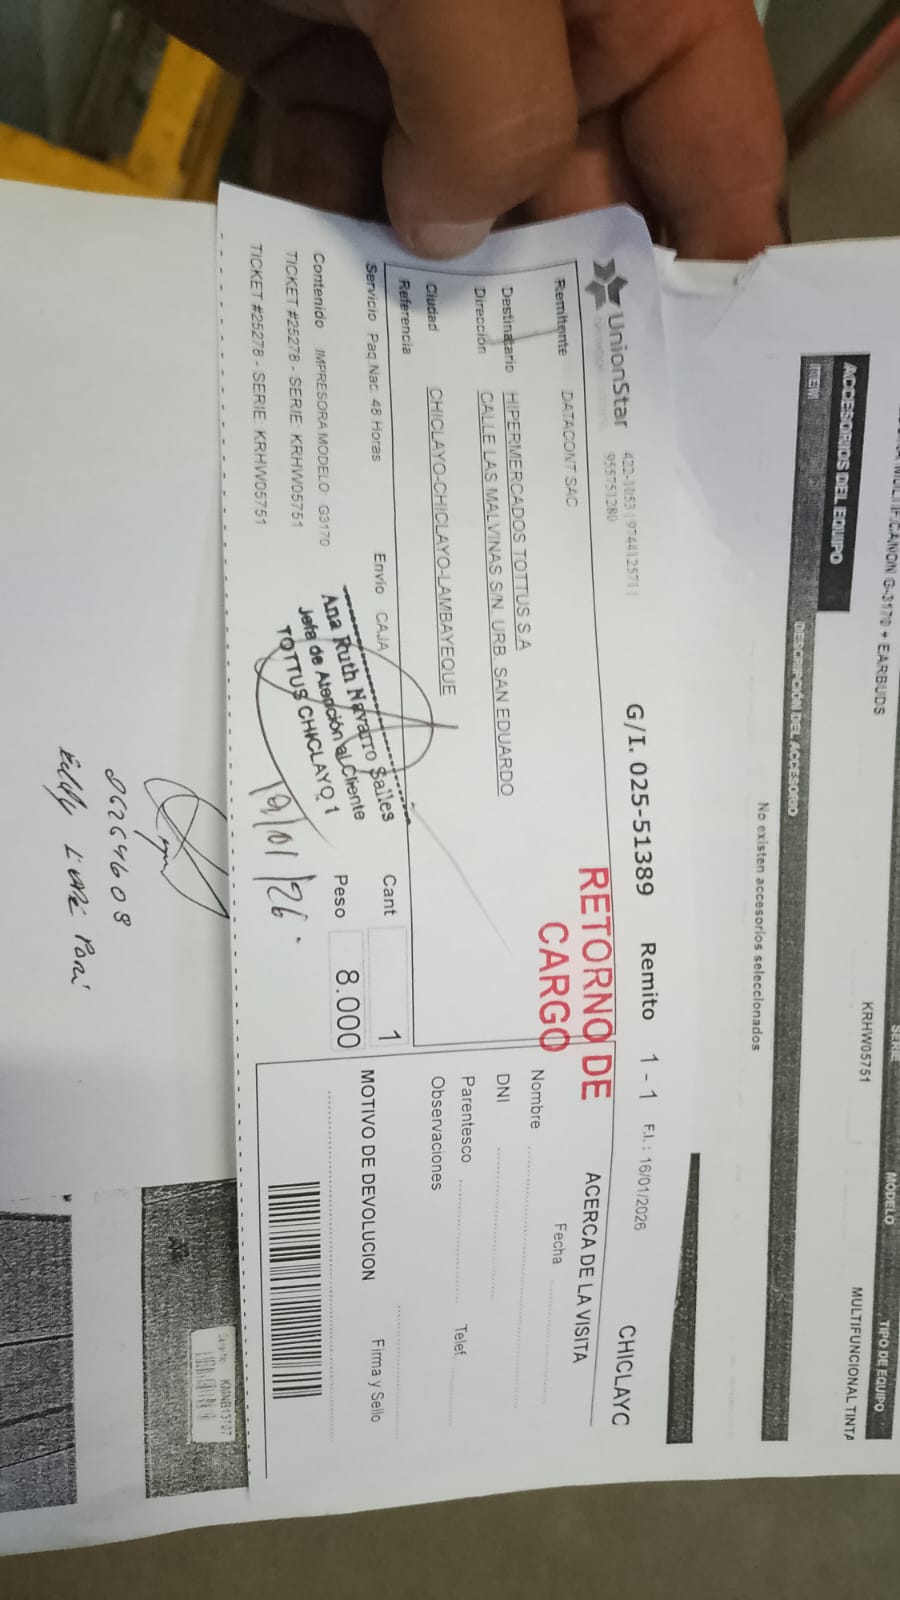 MULTIFICANON G-3170 + EARBUDS
SERIE
KRHW05751
MODELO
TIPO DE EQUIPO
MULTIFUNCIONAL TINTA
ACCESORIOS DEL EQUIPO
ITEM
DESCRIPCIÓN DEL ACCESORIO
No existen accesorios seleccionados
UnionStar
422-1053 | 974412571 |
955751280
G/I. 025-51389 Remito 1 - 1 F.I.: 16/01/2026 CHICLAYC
RETORNO DE
CARGO
Remitente DATACONT SAC
Destinatario HIPERMERCADOS TOTTUS S.A
Dirección CALLE LAS MALVINAS S/N. URB. SAN EDUARDO
Ciudad CHICLAYO-CHICLAYO-LAMBAYEQUE
Referencia
Servicio Paq Nac 48 Horas Envío CAJA Cant 1
Peso 8.000
Contenido IMPRESORA MODELO: G3170
TICKET #25278 - SERIE: KRHW05751
TICKET #25278 - SERIE: KRHW05751
Ana Ruth Navarro Salles
Jefa de Atención al Cliente
TOTTUS CHICLAYO 1
19/01/26.
ACERCA DE LA VISITA
Nombre Fecha
DNI
Parentesco Telef.
Observaciones
MOTIVO DE DEVOLUCION
Firma y Sello